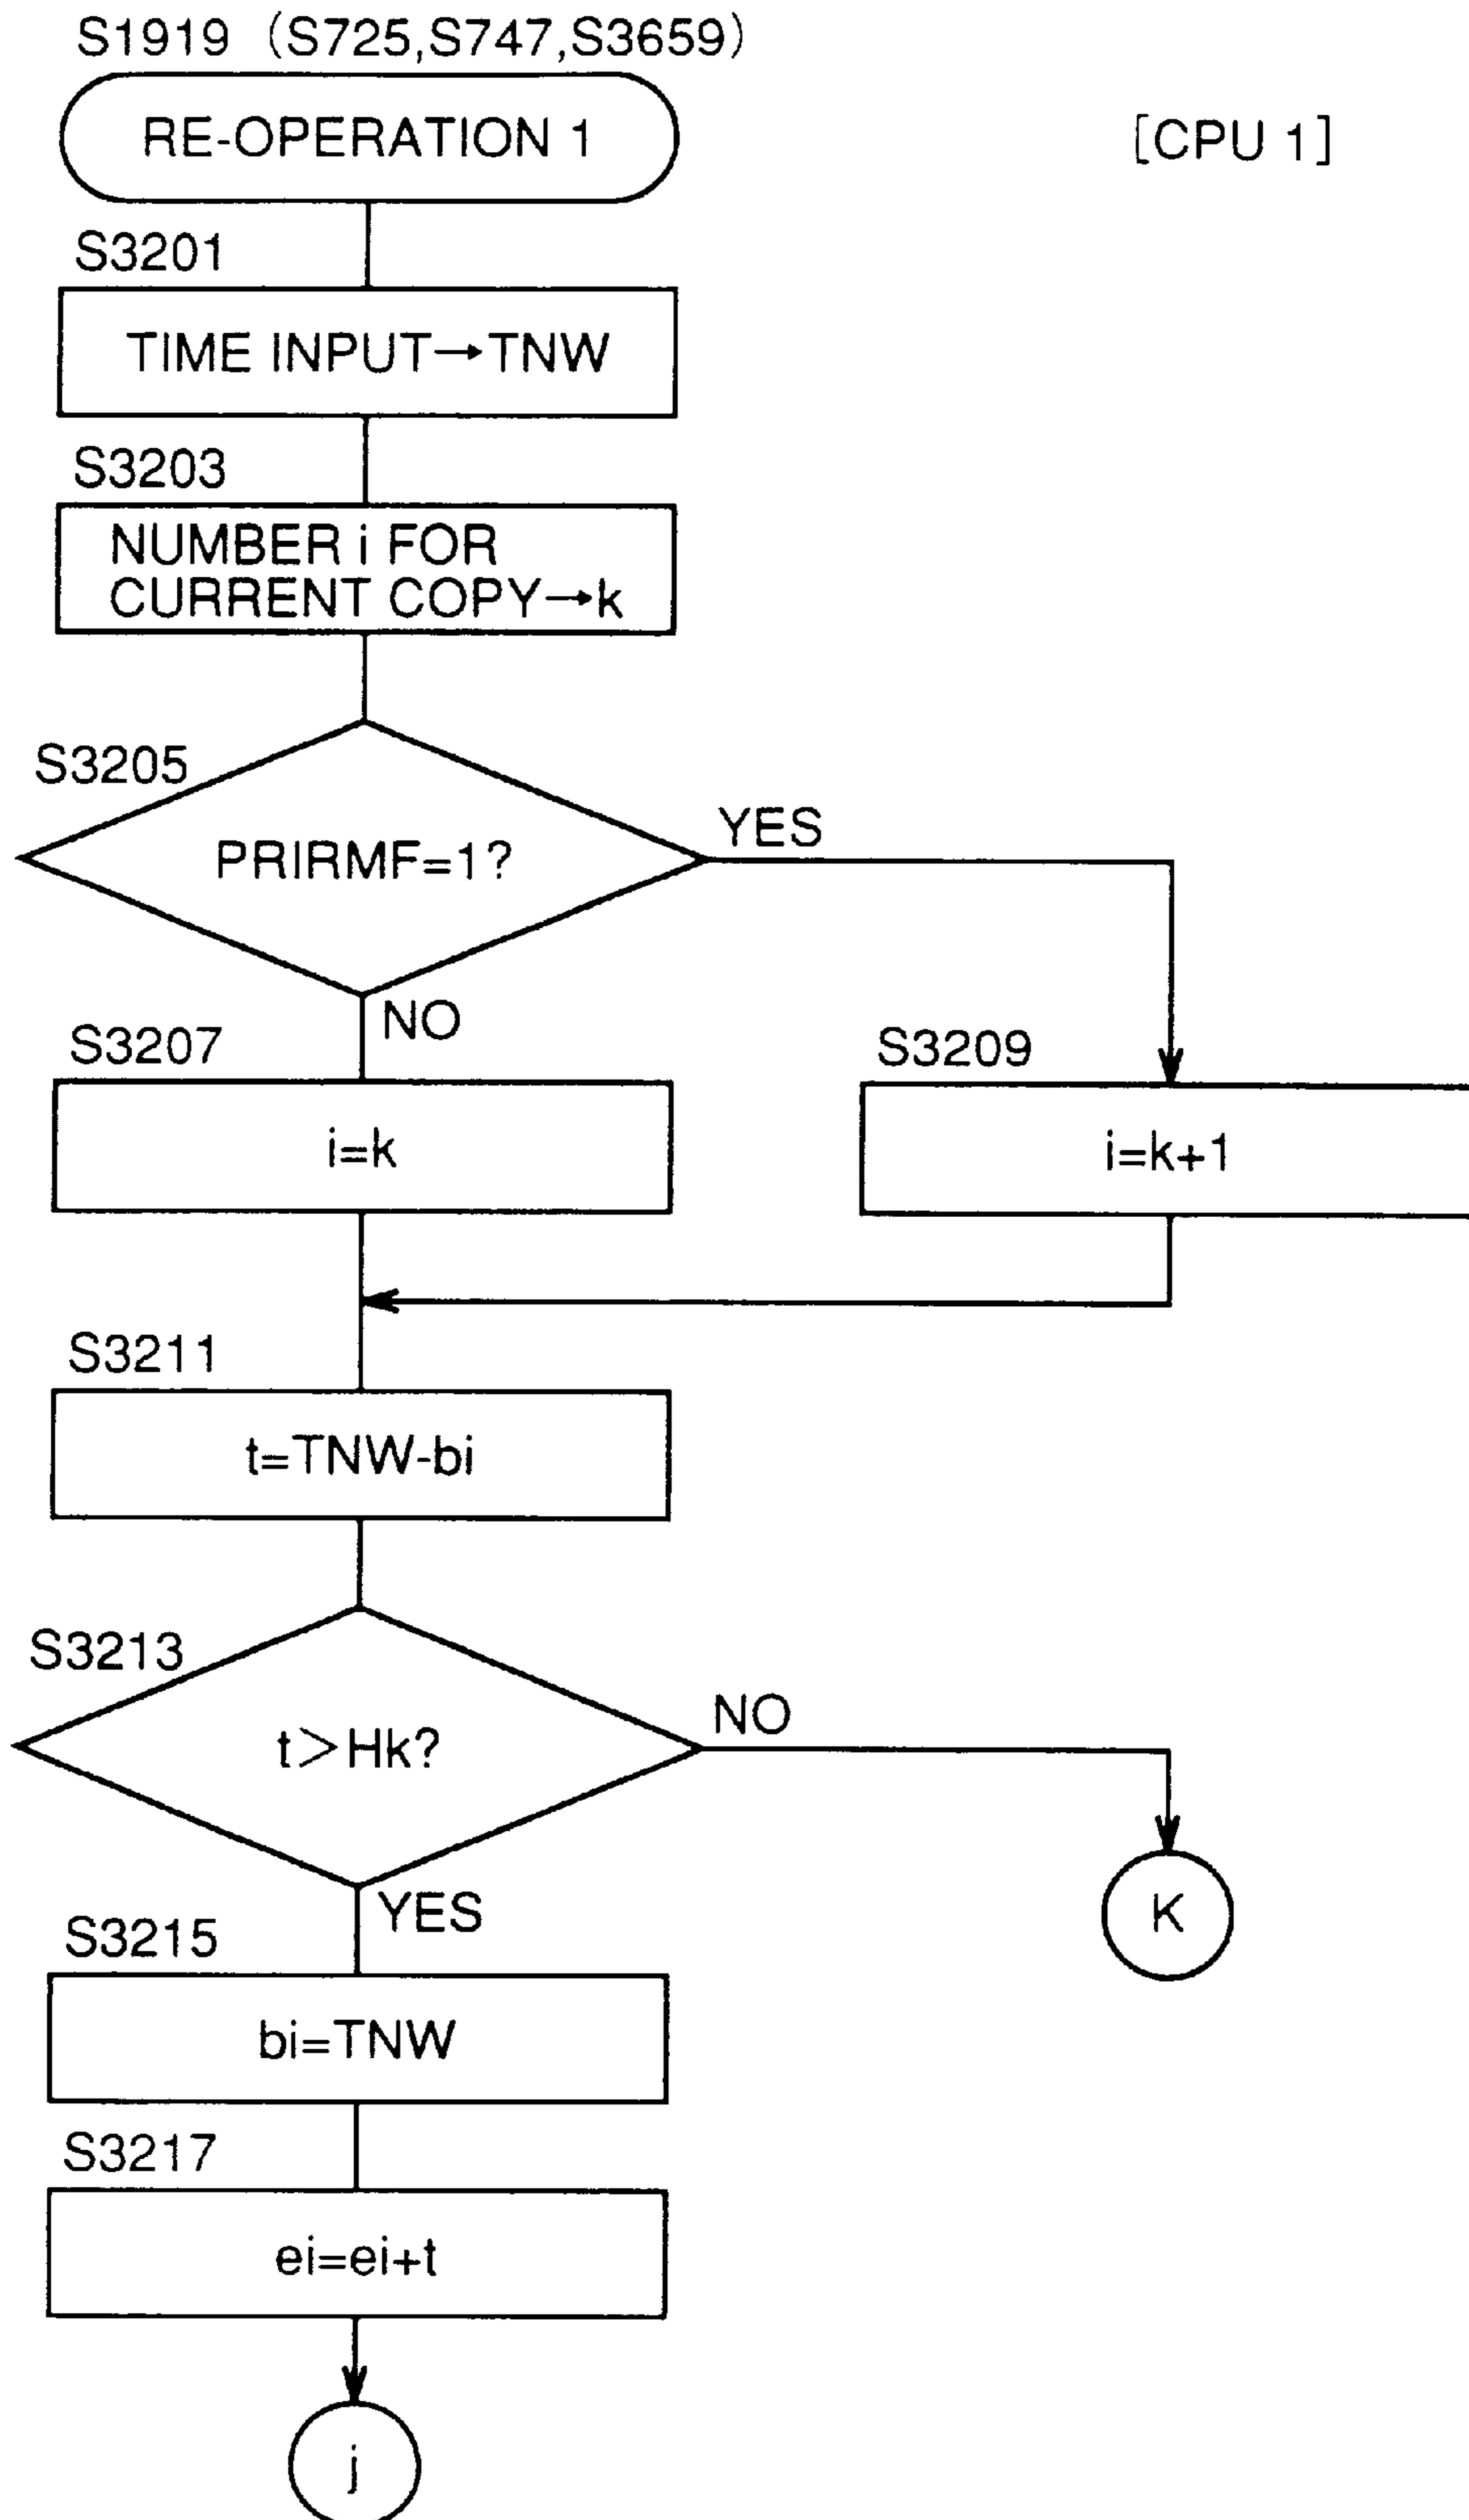 S1919 (S725,S747,S3659)
RE-OPERATION 1
[CPU 1]
S3201
TIME INPUT→TNW
S3203
NUMBER i FOR
CURRENT COPY→k
S3205
PRIRMF=1?
YES
NO
S3207
i=k
S3209
i=k+1
S3211
t=TNW-bi
S3213
t>Hk?
NO
K
YES
S3215
bi=TNW
S3217
ei=ei+t
j